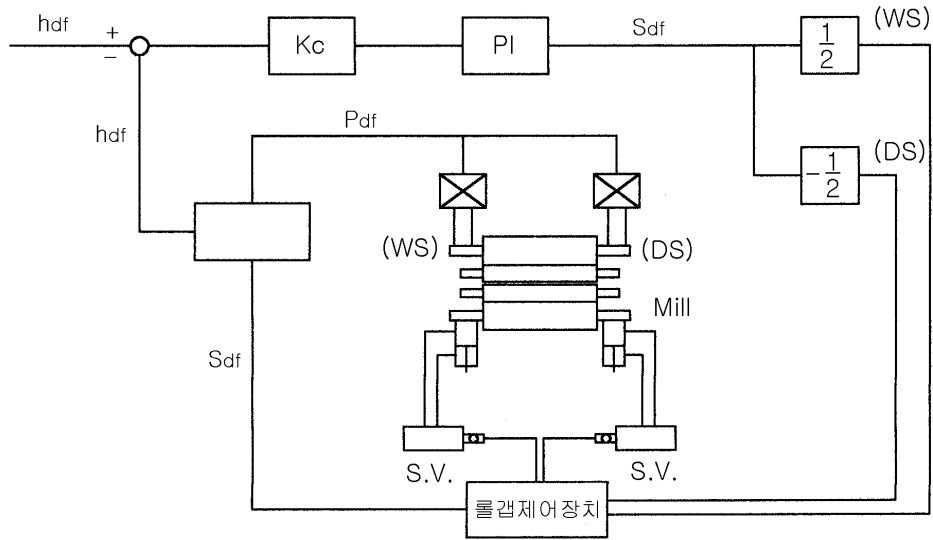 hdf
+
−
Kc
PI
Sdf
1
2
(WS)
hdf
Pdf
−1
2
(DS)
(WS)
(DS)
Mill
Sdf
S.V.
S.V.
롤갭제어장치